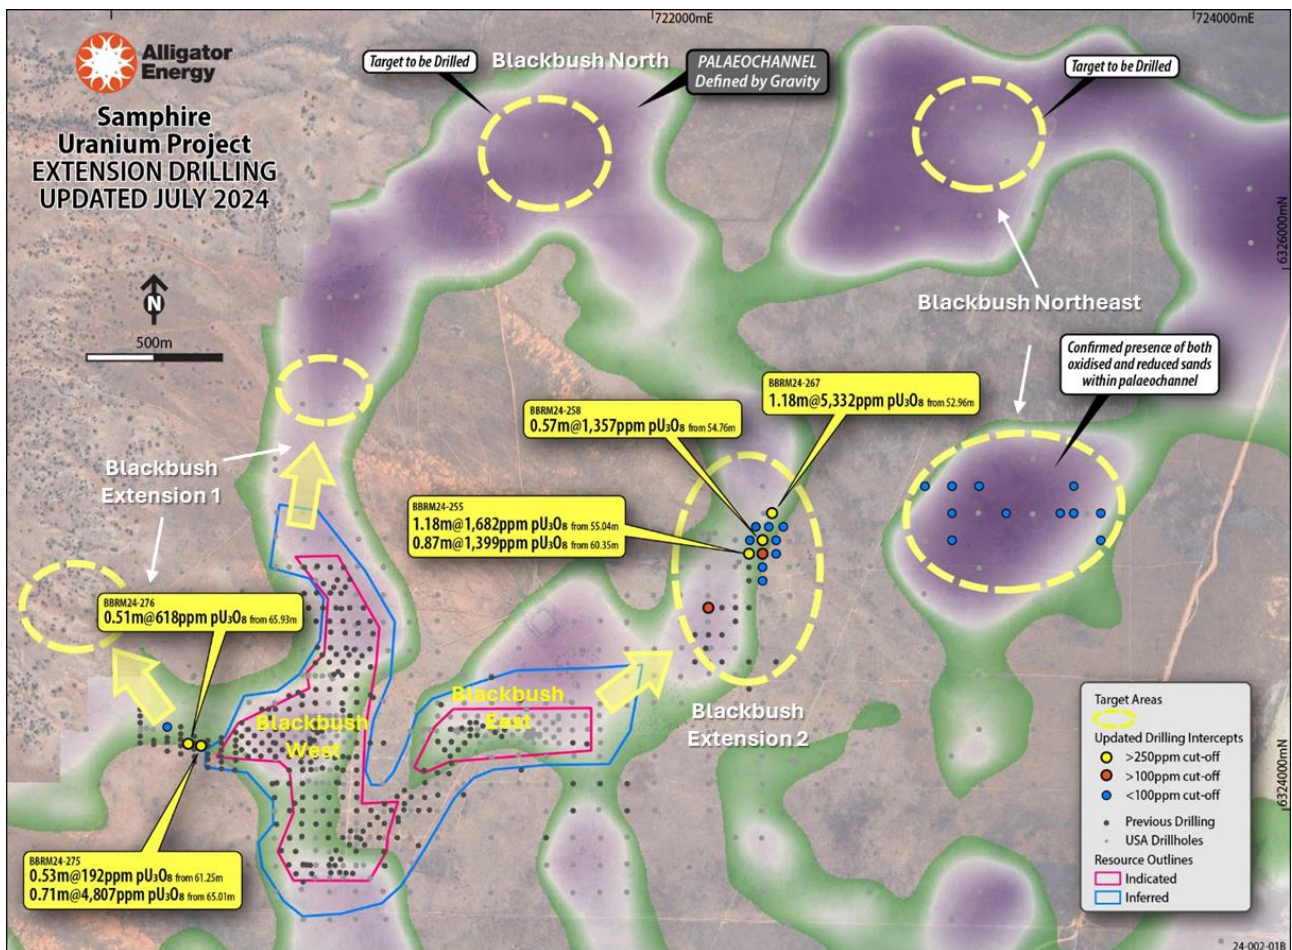 722000mE
724000mE
Alligator
Energy
Samphire
Uranium Project
EXTENSION DRILLING
UPDATED JULY 2024
Target to be Drilled
Blackbush North
PALAEOCHANNEL
Defined by Gravity
Target to be Drilled
6326000mN
N
500m
Blackbush Northeast
Confirmed presence of both
oxidised and reduced sands
within palaeochannel
BBRM24-267
1.18m@5,332ppm pU₃O₈ from 52.96m
BBRM24-258
0.57m@1,357ppm pU₃O₈ from 54.76m
Blackbush
Extension 1
BBRM24-255
1.18m@1,682ppm pU₃O₈ from 55.04m
0.87m@1,399ppm pU₃O₈ from 60.35m
BBRM24-276
0.51m@618ppm pU₃O₈ from 65.93m
Blackbush
West
Blackbush
East
Blackbush
Extension 2
BBRM24-275
0.53m@192ppm pU₃O₈ from 61.25m
0.71m@4,807ppm pU₃O₈ from 65.01m
Target Areas
Updated Drilling Intercepts
>250ppm cut-off
>100ppm cut-off
<100ppm cut-off
Previous Drilling
USA Drillholes
Resource Outlines
Indicated
Inferred
6324000mN
24-002-01B